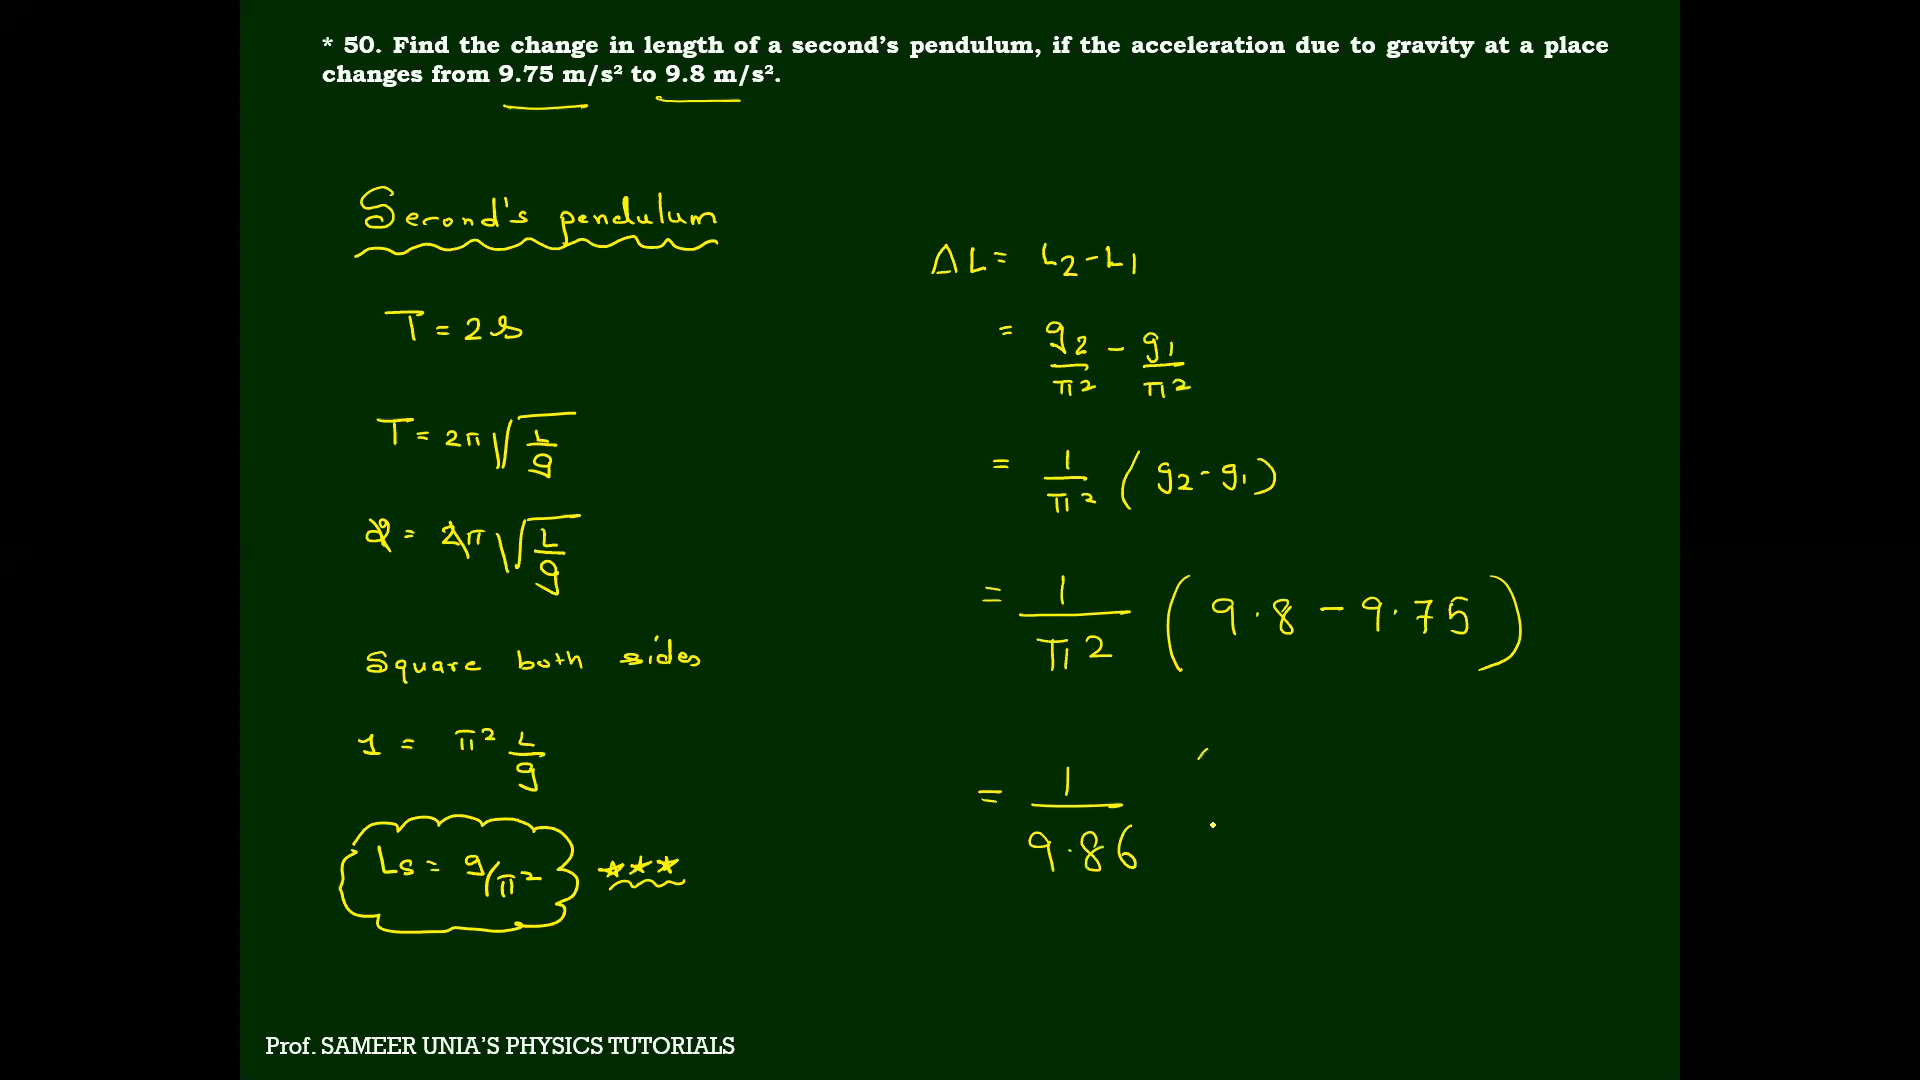 * 50. Find the change in length of a second’s pendulum, if the acceleration due to gravity at a place
changes from 9.75 m/s² to 9.8 m/s².
Second's pendulum
T = 2s
T = 2π√(L/g)
2 = 2π√(L/g)
Square both sides
1 = π² L/g
Ls = g/π² ★★★
ΔL = L₂ - L₁
= g₂/π² - g₁/π²
= 1/π² (g₂ - g₁)
= 1/π² (9.8 - 9.75)
= 1/9.86
Prof. SAMEER UNIA’S PHYSICS TUTORIALS